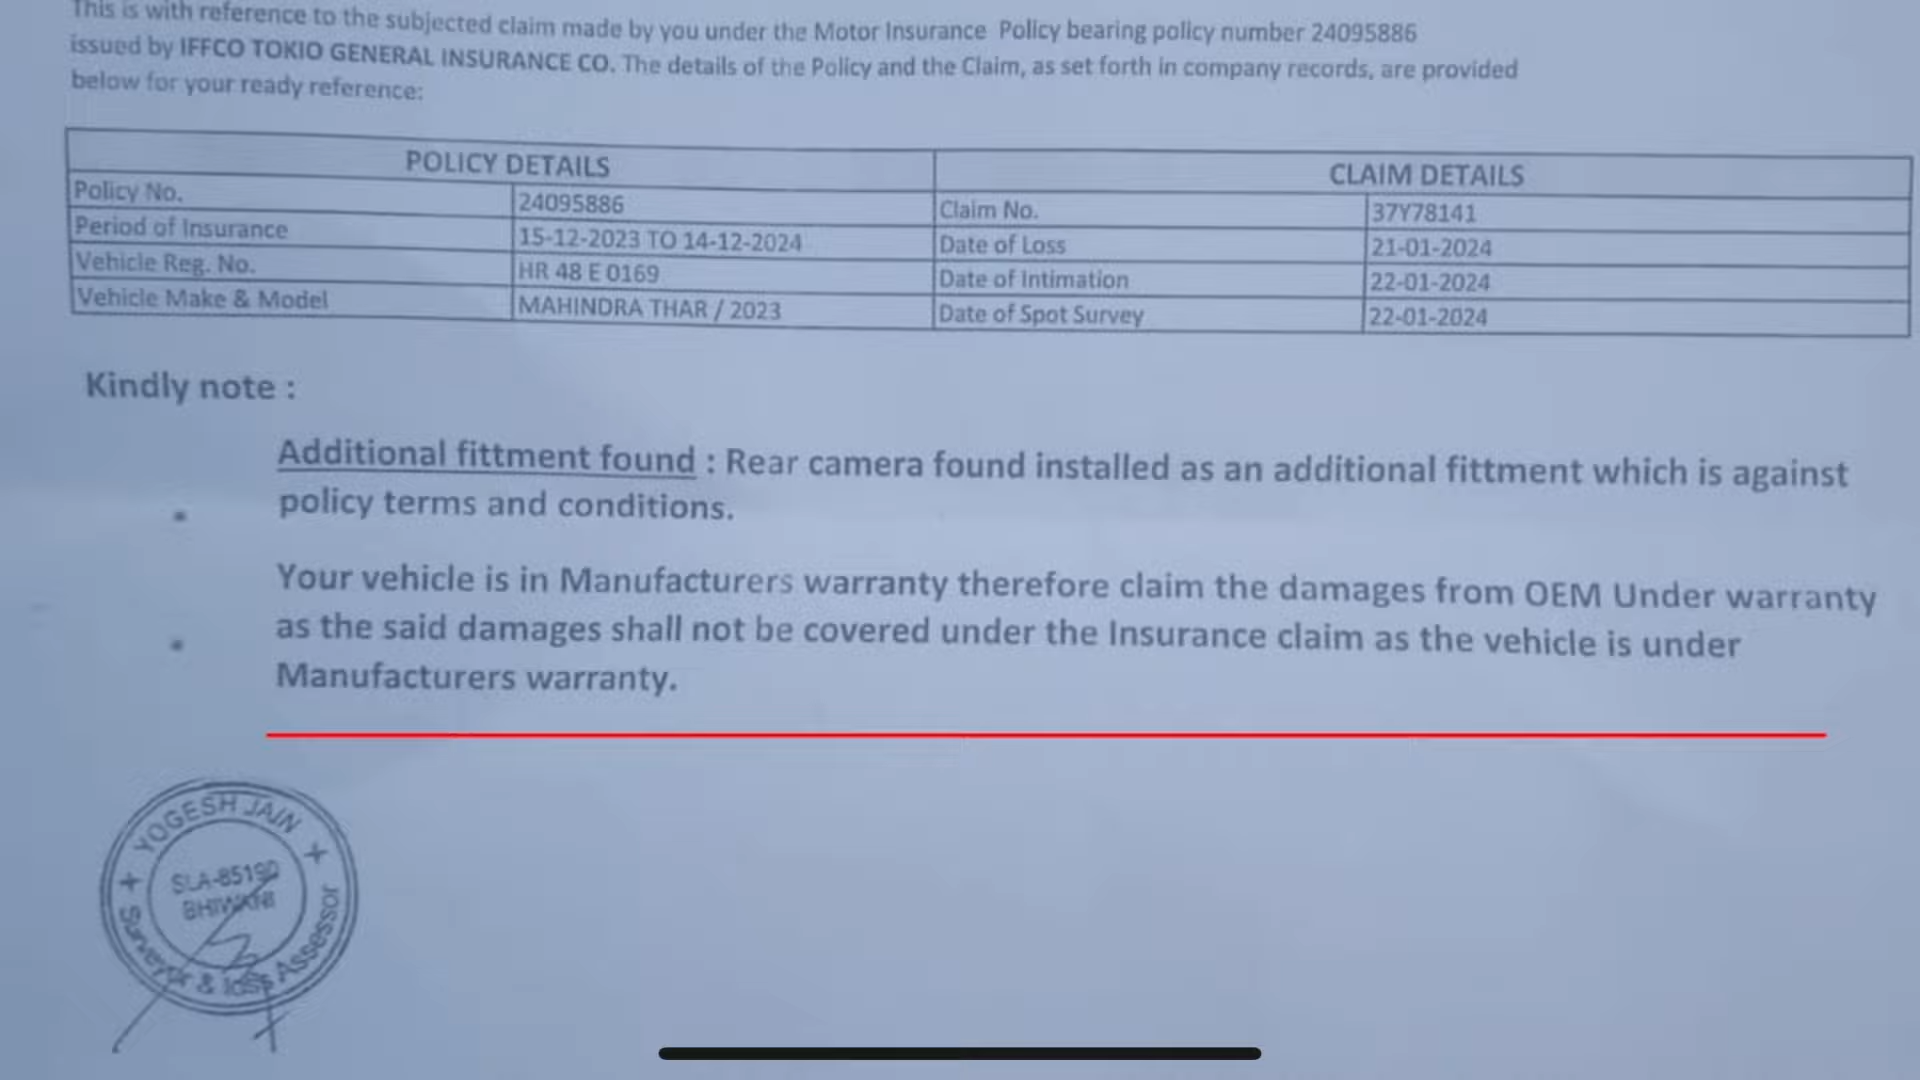 This is with reference to the subjected claim made by you under the Motor Insurance Policy bearing policy number 24095886
issued by IFFCO TOKIO GENERAL INSURANCE CO. The details of the Policy and the Claim, as set forth in company records, are provided
below for your ready reference:
POLICY DETAILS CLAIM DETAILS
Policy No. 24095886 Claim No. 37Y78141
Period of Insurance 15-12-2023 TO 14-12-2024 Date of Loss 21-01-2024
Vehicle Reg. No. HR 48 E 0169 Date of Intimation 22-01-2024
Vehicle Make & Model MAHINDRA THAR / 2023 Date of Spot Survey 22-01-2024
Kindly note :
Additional fittment found : Rear camera found installed as an additional fittment which is against
policy terms and conditions.
Your vehicle is in Manufacturers warranty therefore claim the damages from OEM Under warranty
as the said damages shall not be covered under the Insurance claim as the vehicle is under
Manufacturers warranty.
YOGESH JAIN
SLA-85190
BHIWANI
Surveyor & loss Assessor